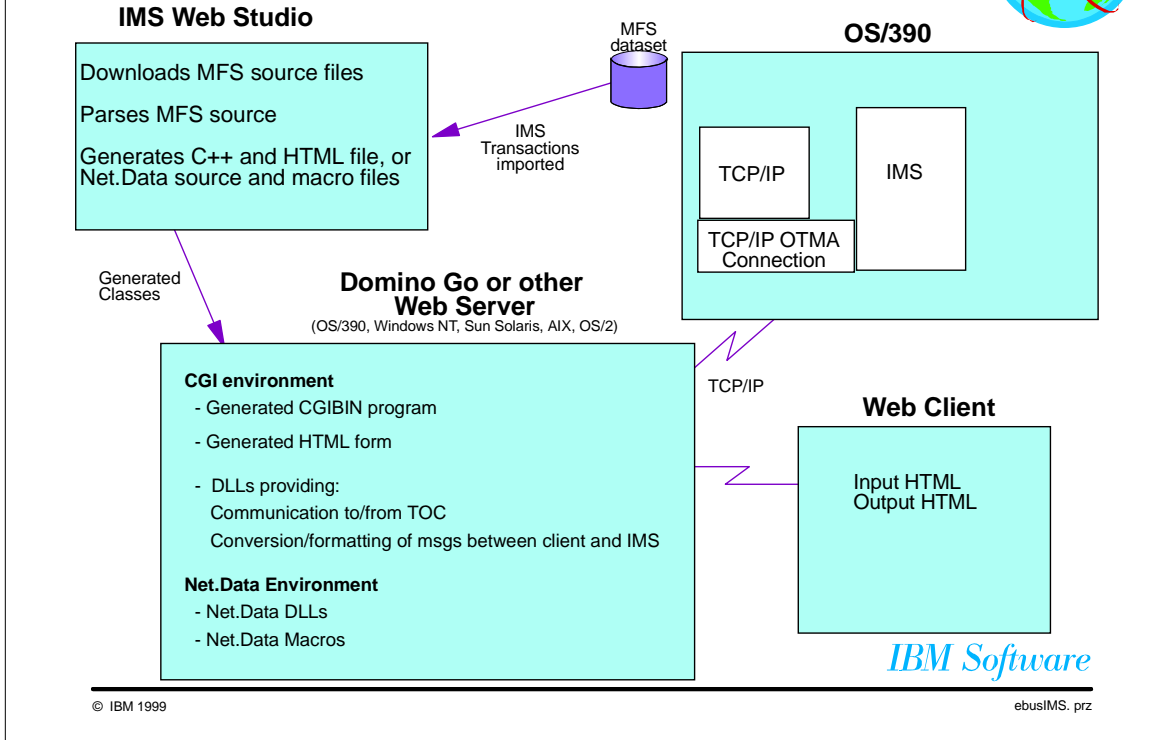 IMS Web Studio
Downloads MFS source files
Parses MFS source
Generates C++ and HTML file, or
Net.Data source and macro files
MFS
dataset
IMS
Transactions
imported
OS/390
TCP/IP
IMS
TCP/IP OTMA
Connection
Generated
Classes
Domino Go or other
Web Server
(OS/390, Windows NT, Sun Solaris, AIX, OS/2)
CGI environment
- Generated CGIBIN program
- Generated HTML form
- DLLs providing:
Communication to/from TOC
Conversion/formatting of msgs between client and IMS
Net.Data Environment
- Net.Data DLLs
- Net.Data Macros
TCP/IP
Web Client
Input HTML
Output HTML
IBM Software
© IBM 1999
ebusIMS. prz